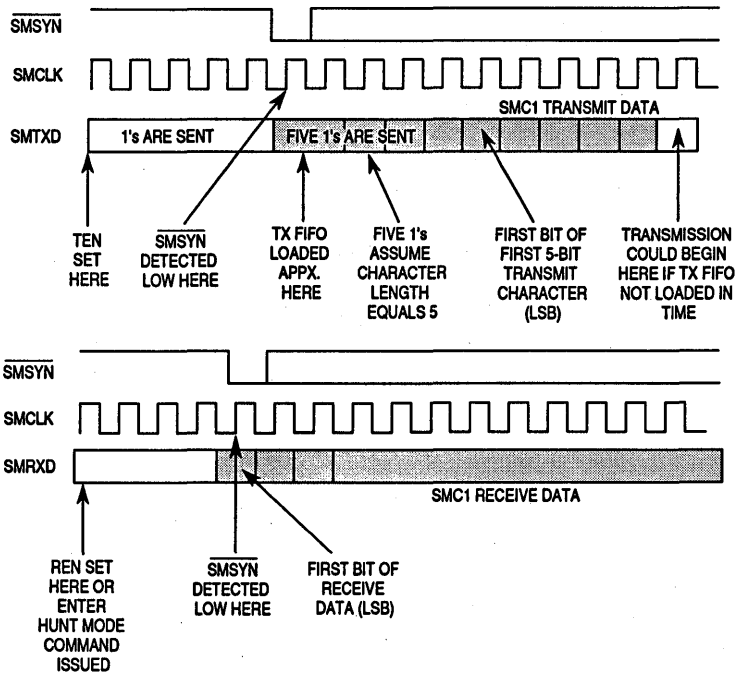 SMSYN
SMCLK
SMC1 TRANSMIT DATA
SMTXD
1's ARE SENT
FIVE 1's ARE SENT
TEN
SET
HERE
SMSYN
DETECTED
LOW HERE
TX FIFO
LOADED
APPX.
HERE
FIVE 1's
ASSUME
CHARACTER
LENGTH
EQUALS 5
FIRST BIT OF
FIRST 5-BIT
TRANSMIT
CHARACTER
(LSB)
TRANSMISSION
COULD BEGIN
HERE IF TX FIFO
NOT LOADED IN
TIME
SMSYN
SMCLK
SMRXD
SMC1 RECEIVE DATA
REN SET
HERE OR
ENTER
HUNT MODE
COMMAND
ISSUED
SMSYN
DETECTED
LOW HERE
FIRST BIT OF
RECEIVE
DATA (LSB)